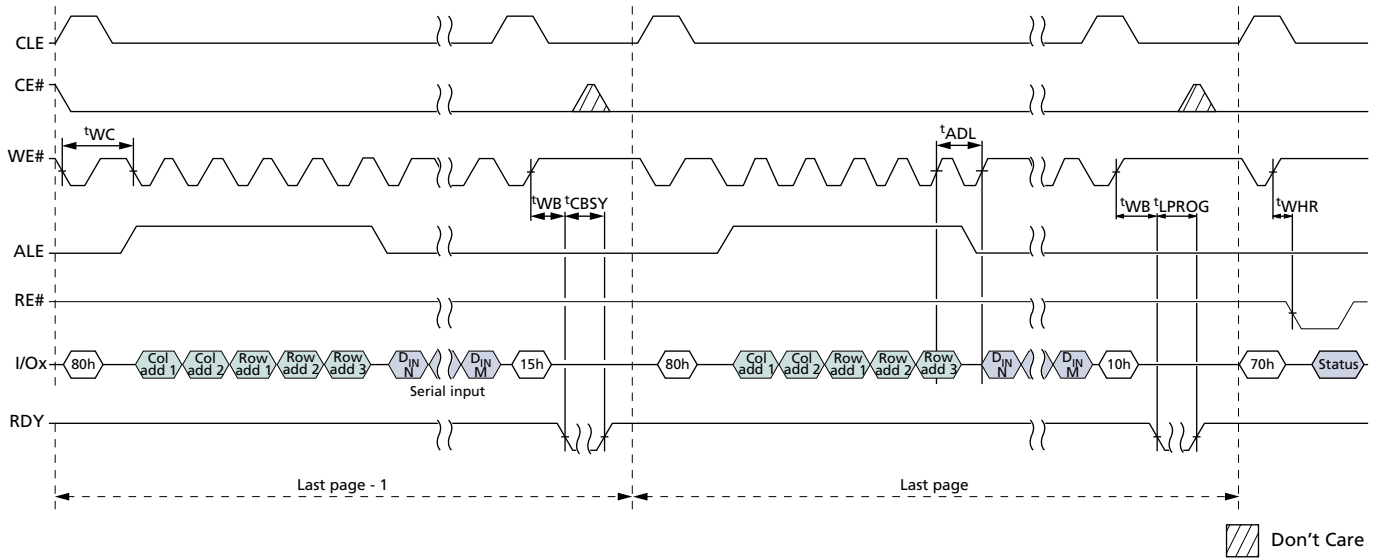 CLE
CE#
tWC
tADL
WE#
tWB tCBSY
tWB tLPROG
tWHR
ALE
RE#
I/Ox
80h
Col add 1
Col add 2
Row add 1
Row add 2
Row add 3
DIN N
DIN M
15h
80h
Col add 1
Col add 2
Row add 1
Row add 2
Row add 3
DIN N
DIN M
10h
70h
Status
Serial input
RDY
Last page - 1
Last page
Don't Care